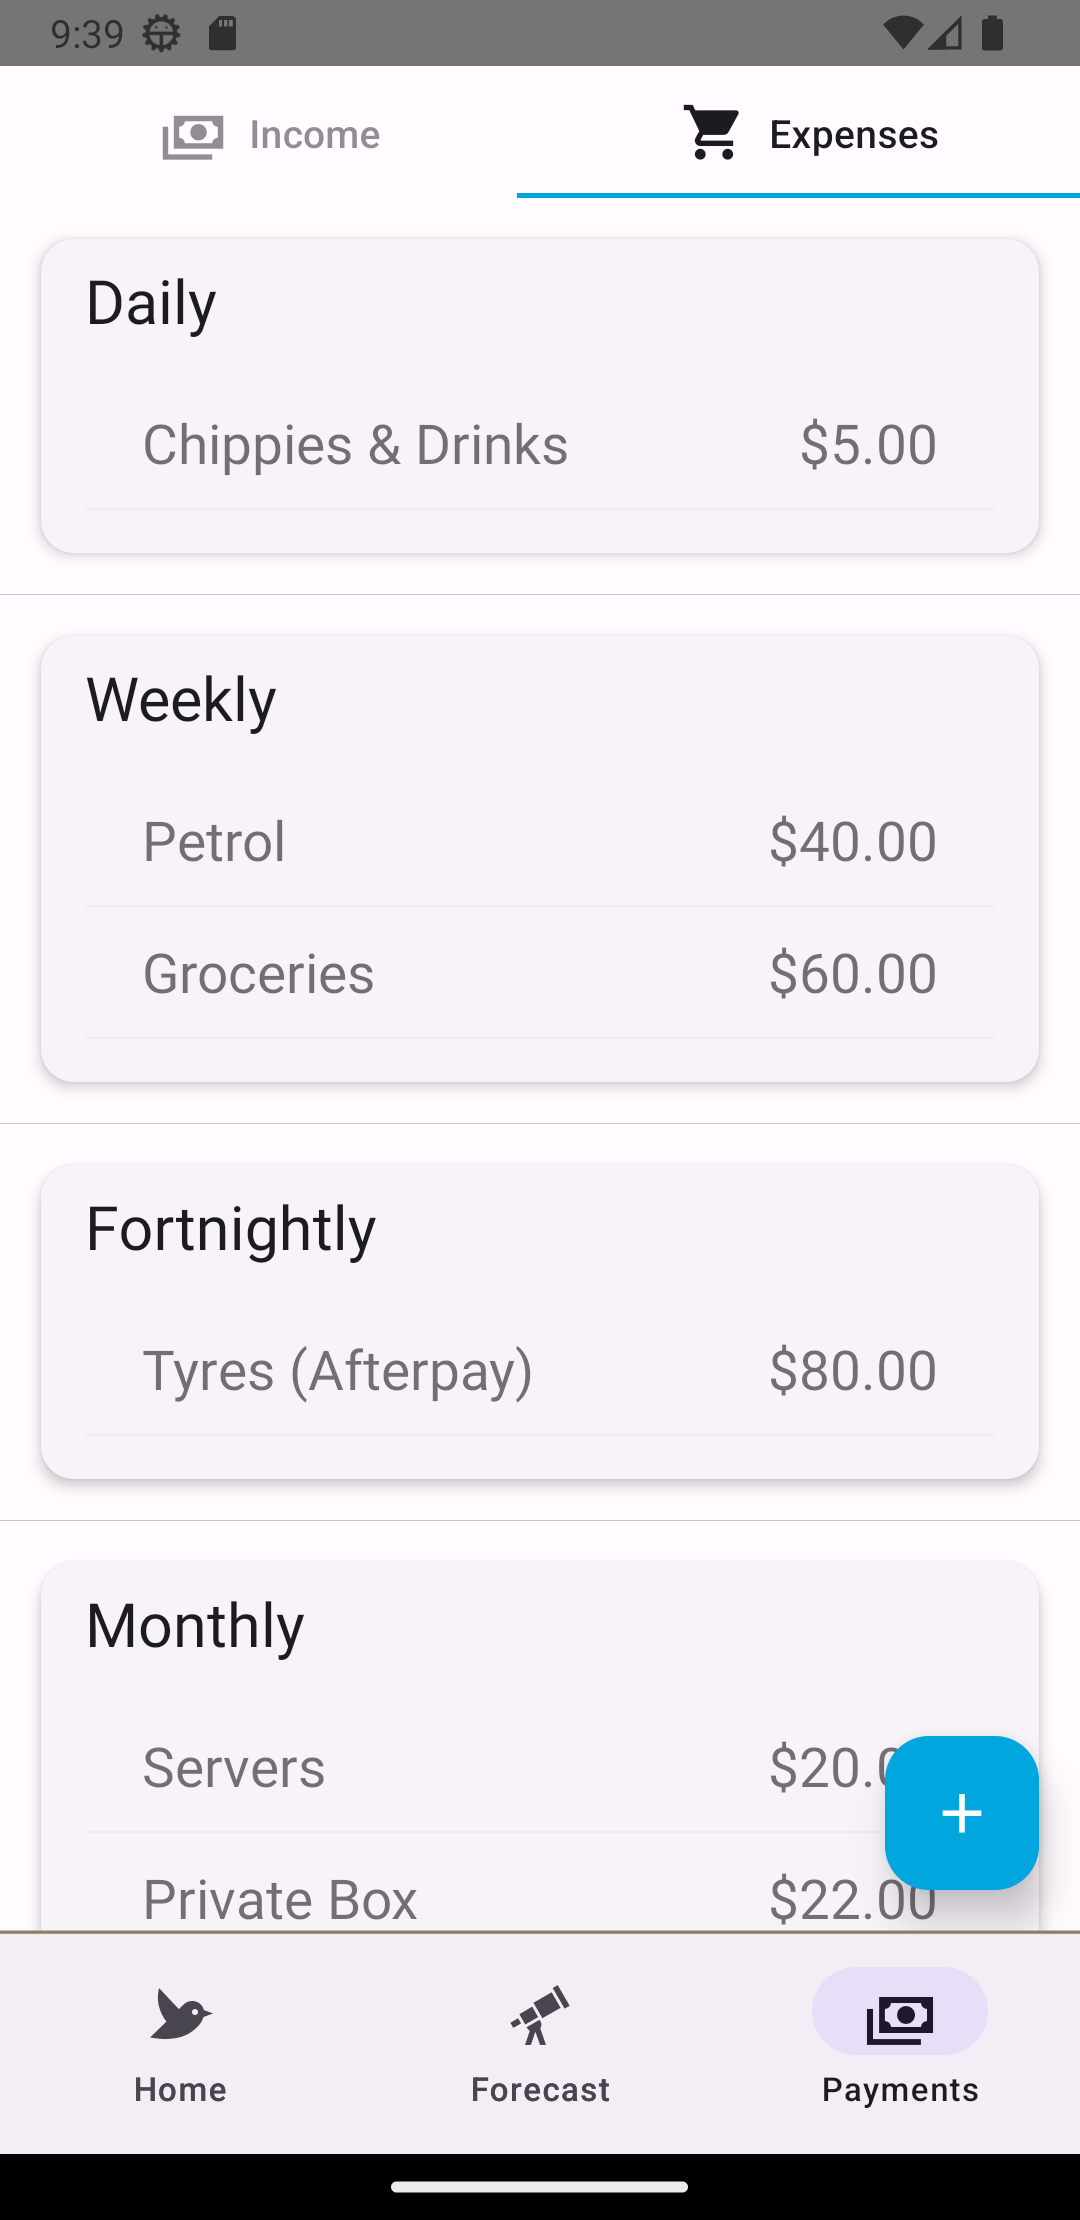 9:39
Income
Expenses
Daily
Chippies & Drinks $5.00
Weekly
Petrol $40.00
Groceries $60.00
Fortnightly
Tyres (Afterpay) $80.00
Monthly
Servers $20.0
Private Box $22.00
Home
Forecast
Payments